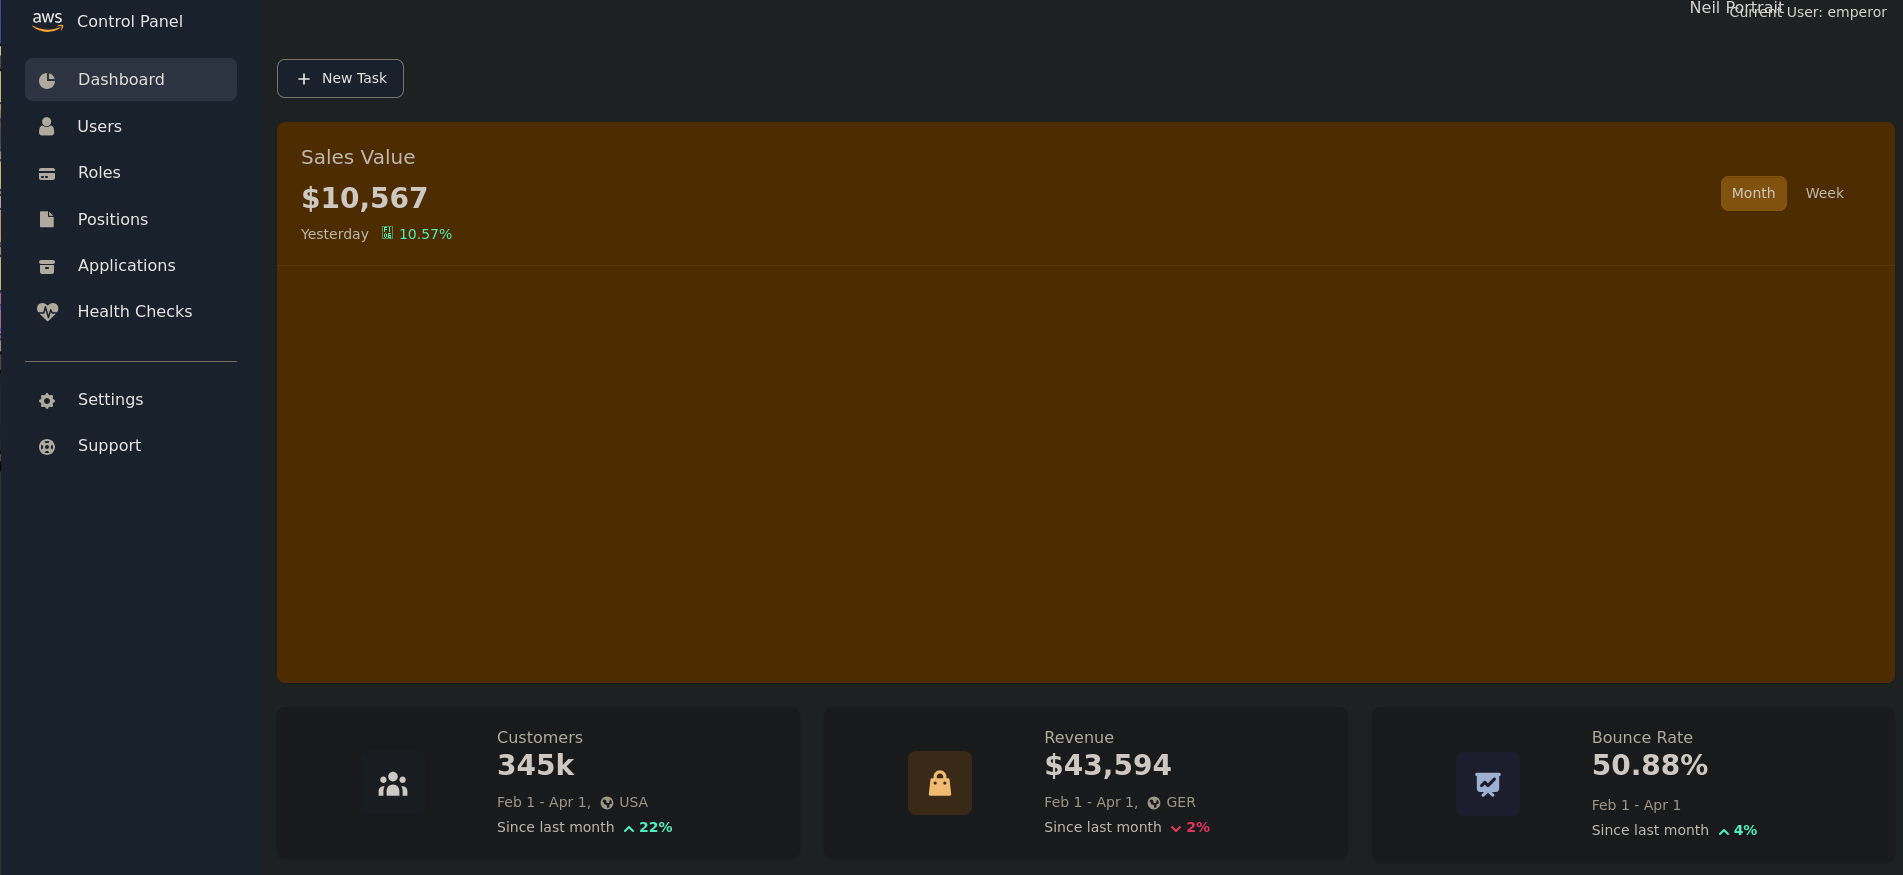 aws Control Panel
Neil Portrait
Current User: emperor
Dashboard
Users
Roles
Positions
Applications
Health Checks
Settings
Support
New Task
Sales Value
$10,567
Yesterday 10.57%
Month Week
Customers
345k
Feb 1 - Apr 1, USA
Since last month 22%
Revenue
$43,594
Feb 1 - Apr 1, GER
Since last month 2%
Bounce Rate
50.88%
Feb 1 - Apr 1
Since last month 4%